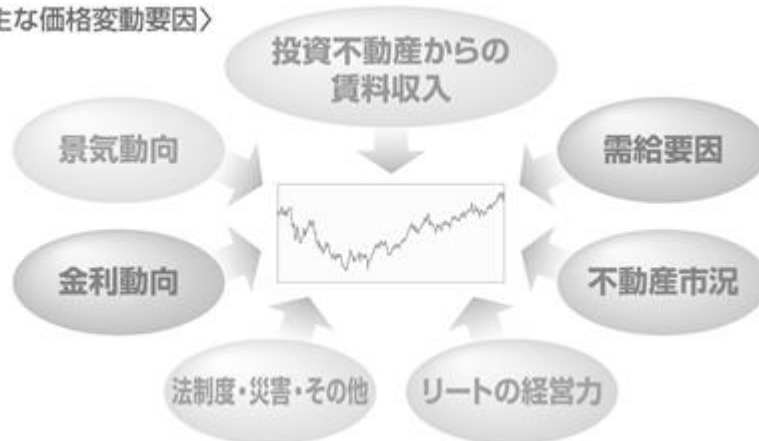 主な価格変動要因〉
投資不動産からの
賃料収入
景気動向
需給要因
金利動向
不動産市況
法制度・災害・その他
リートの経営力